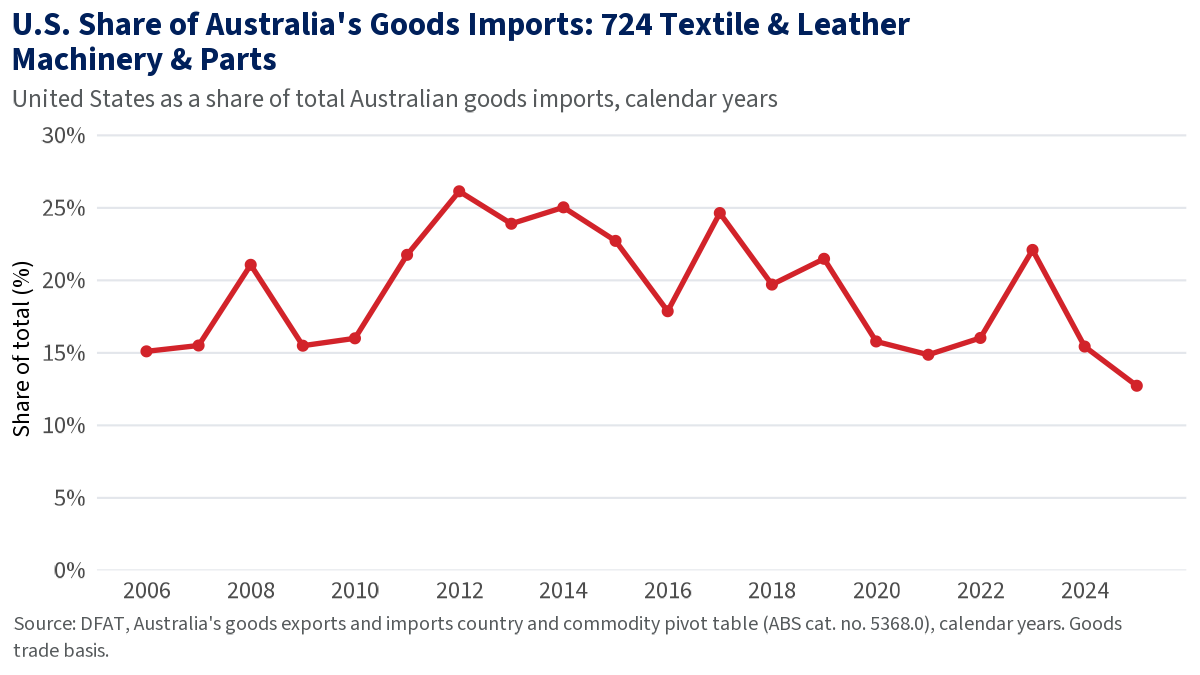 U.S. Share of Australia's Goods Imports: 724 Textile & Leather
Machinery & Parts
United States as a share of total Australian goods imports, calendar years
30%
25%
20%
15%
10%
5%
0%
Share of total (%)
2006 2008 2010 2012 2014 2016 2018 2020 2022 2024
Source: DFAT, Australia's goods exports and imports country and commodity pivot table (ABS cat. no. 5368.0), calendar years. Goods
trade basis.